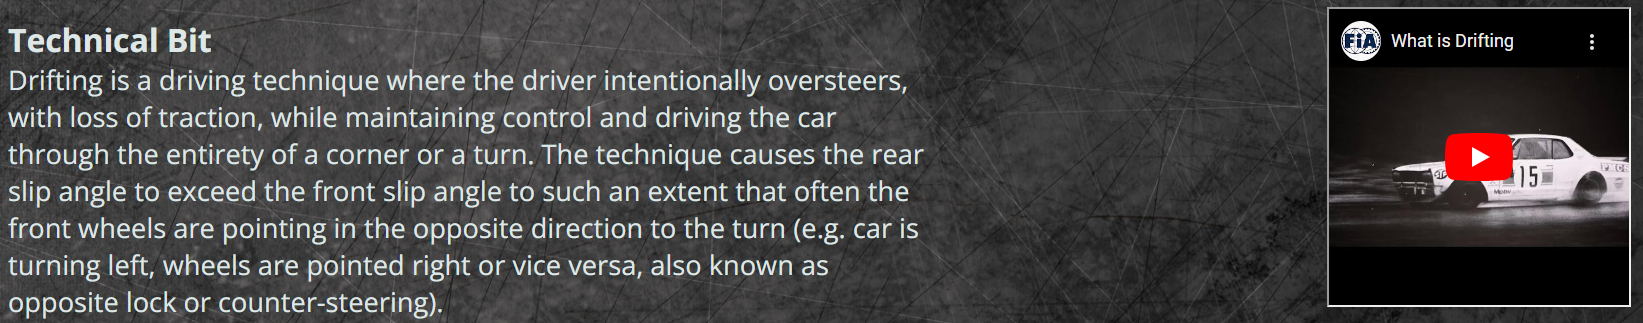 Technical Bit
Drifting is a driving technique where the driver intentionally oversteers,
with loss of traction, while maintaining control and driving the car
through the entirety of a corner or a turn. The technique causes the rear
slip angle to exceed the front slip angle to such an extent that often the
front wheels are pointing in the opposite direction to the turn (e.g. car is
turning left, wheels are pointed right or vice versa, also known as
opposite lock or counter-steering).
FIA
What is Drifting
15